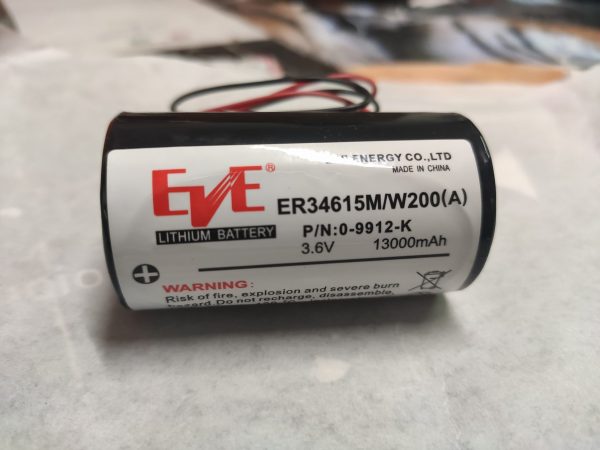 ENERGY CO.,LTD
MADE IN CHINA
EVE®
LITHIUM BATTERY
ER34615M/W200(A)
P/N:0-9912-K
3.6V 13000mAh
+ -
WARNING:
Risk of fire, explosion and severe burn
hazard.Do not recharge, disassemble,